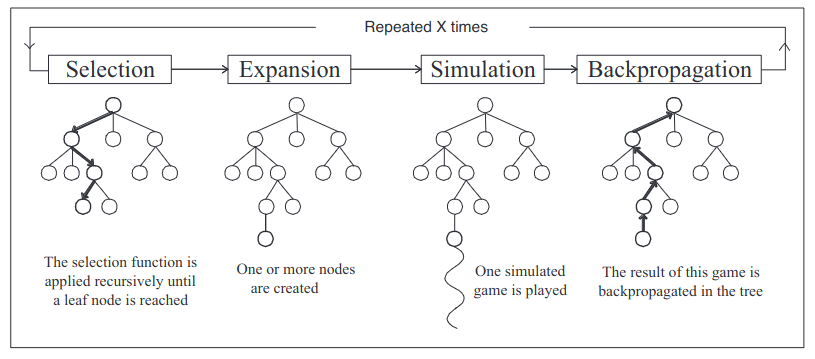 Repeated X times
Selection
Expansion
Simulation
Backpropagation
The selection function is
applied recursively until
a leaf node is reached
One or more nodes
are created
One simulated
game is played
The result of this game is
backpropagated in the tree